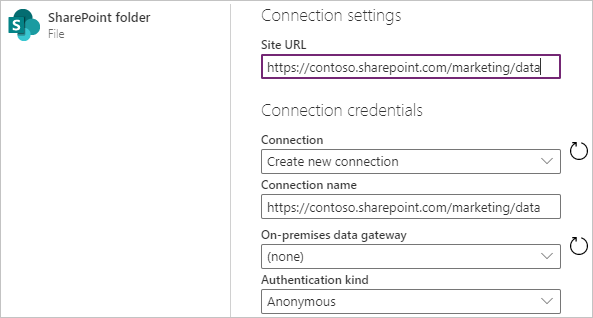 SharePoint folder
File
Connection settings
Site URL
https://contoso.sharepoint.com/marketing/data
Connection credentials
Connection
Create new connection
Connection name
https://contoso.sharepoint.com/marketing/data
On-premises data gateway
(none)
Authentication kind
Anonymous